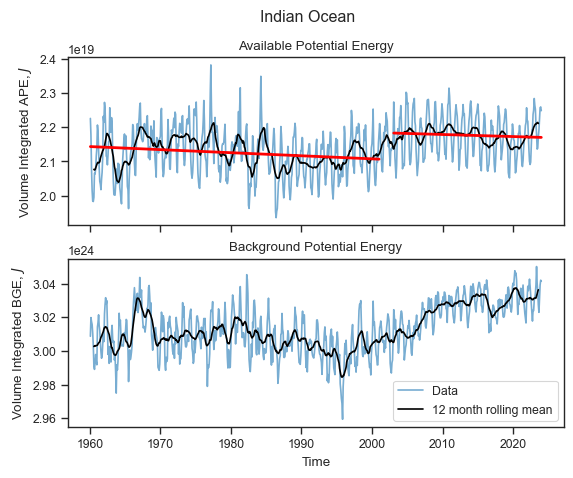 Indian Ocean
Available Potential Energy
1e19
Volume Integrated APE, J
2.4
2.3
2.2
2.1
2.0
Background Potential Energy
1e24
Volume Integrated BGE, J
3.04
3.02
3.00
2.98
2.96
Data
12 month rolling mean
1960 1970 1980 1990 2000 2010 2020
Time